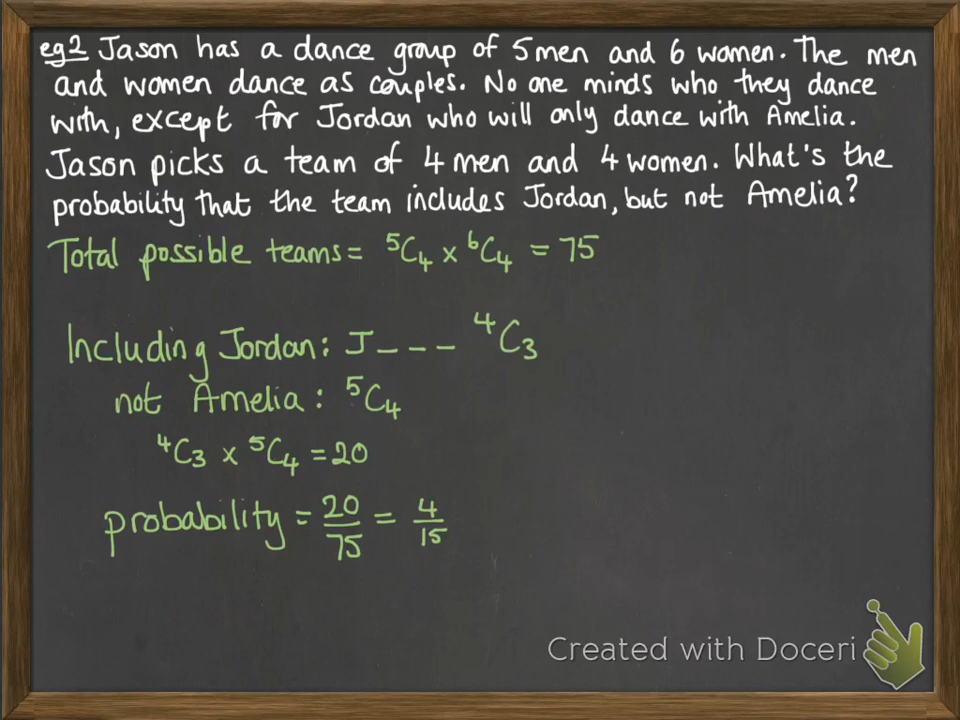 eg2 Jason has a dance group of 5 men and 6 women. The men
and women dance as couples. No one minds who they dance
with, except for Jordan who will only dance with Amelia.
Jason picks a team of 4 men and 4 women. What's the
probability that the team includes Jordan, but not Amelia?
Total possible teams = ⁵C₄ × ⁶C₄ = 75
Including Jordan: J _ _ _ ⁴C₃
not Amelia: ⁵C₄
⁴C₃ × ⁵C₄ = 20
probability = 20/75 = 4/15
Created with Doceri